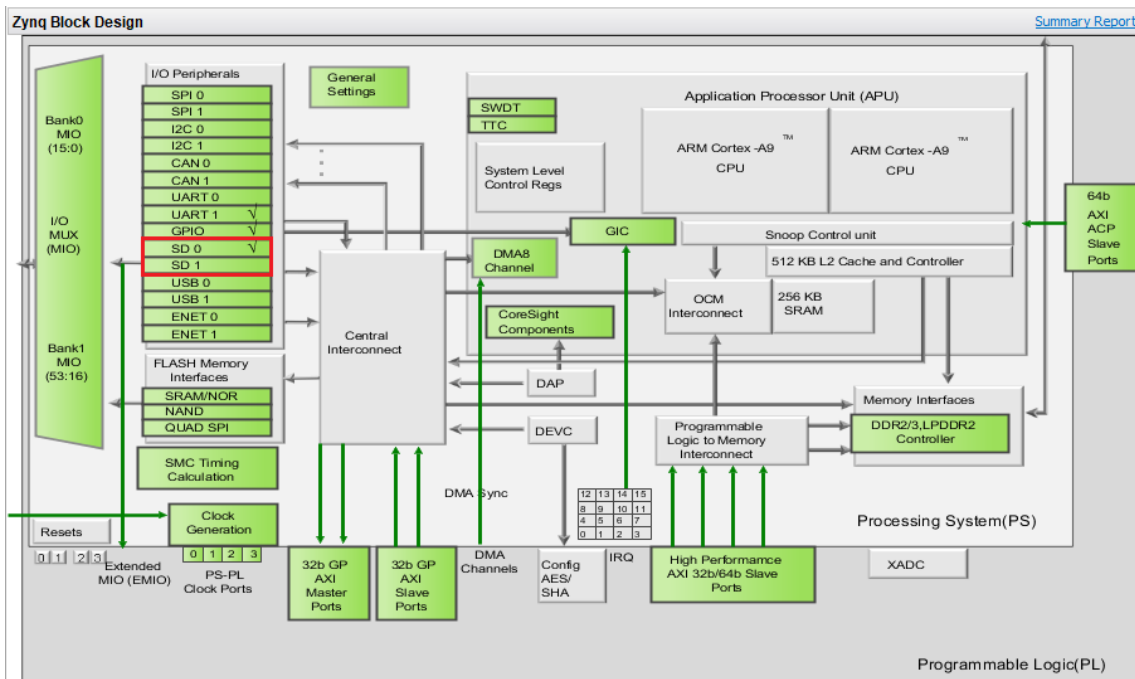 Zynq Block Design
Summary Report
I/O Peripherals
SPI 0
SPI 1
I2C 0
I2C 1
CAN 0
CAN 1
UART 0
UART 1 √
GPIO √
SD 0 √
SD 1
USB 0
USB 1
ENET 0
ENET 1
Bank0
MIO
(15:0)
I/O
MUX
(MIO)
Bank1
MIO
(53:16)
FLASH Memory
Interfaces
SRAM/NOR
NAND
QUAD SPI
SMC Timing
Calculation
General
Settings
Application Processor Unit (APU)
SWDT
TTC
System Level
Control Regs
ARM Cortex -A9 ™
CPU
ARM Cortex -A9 ™
CPU
GIC
Snoop Control unit
DMA8
Channel
512 KB L2 Cache and Controller
OCM
Interconnect
256 KB
SRAM
CoreSight
Components
Central
Interconnect
DAP
DEVC
64b
AXI
ACP
Slave
Ports
Memory Interfaces
DDR2/3,LPDDR2
Controller
Programmable
Logic to Memory
Interconnect
DMA Sync
12 13 14 15
8 9 10 11
4 5 6 7
0 1 2 3
Processing System(PS)
Resets
Clock
Generation
0 1 2 3
Extended
MIO (EMIO)
0 1 2 3
PS-PL
Clock Ports
32b GP
AXI
Master
Ports
32b GP
AXI
Slave
Ports
DMA
Channels
Config
AES/
SHA
IRQ
High Performamce
AXI 32b/64b Slave
Ports
XADC
Programmable Logic(PL)